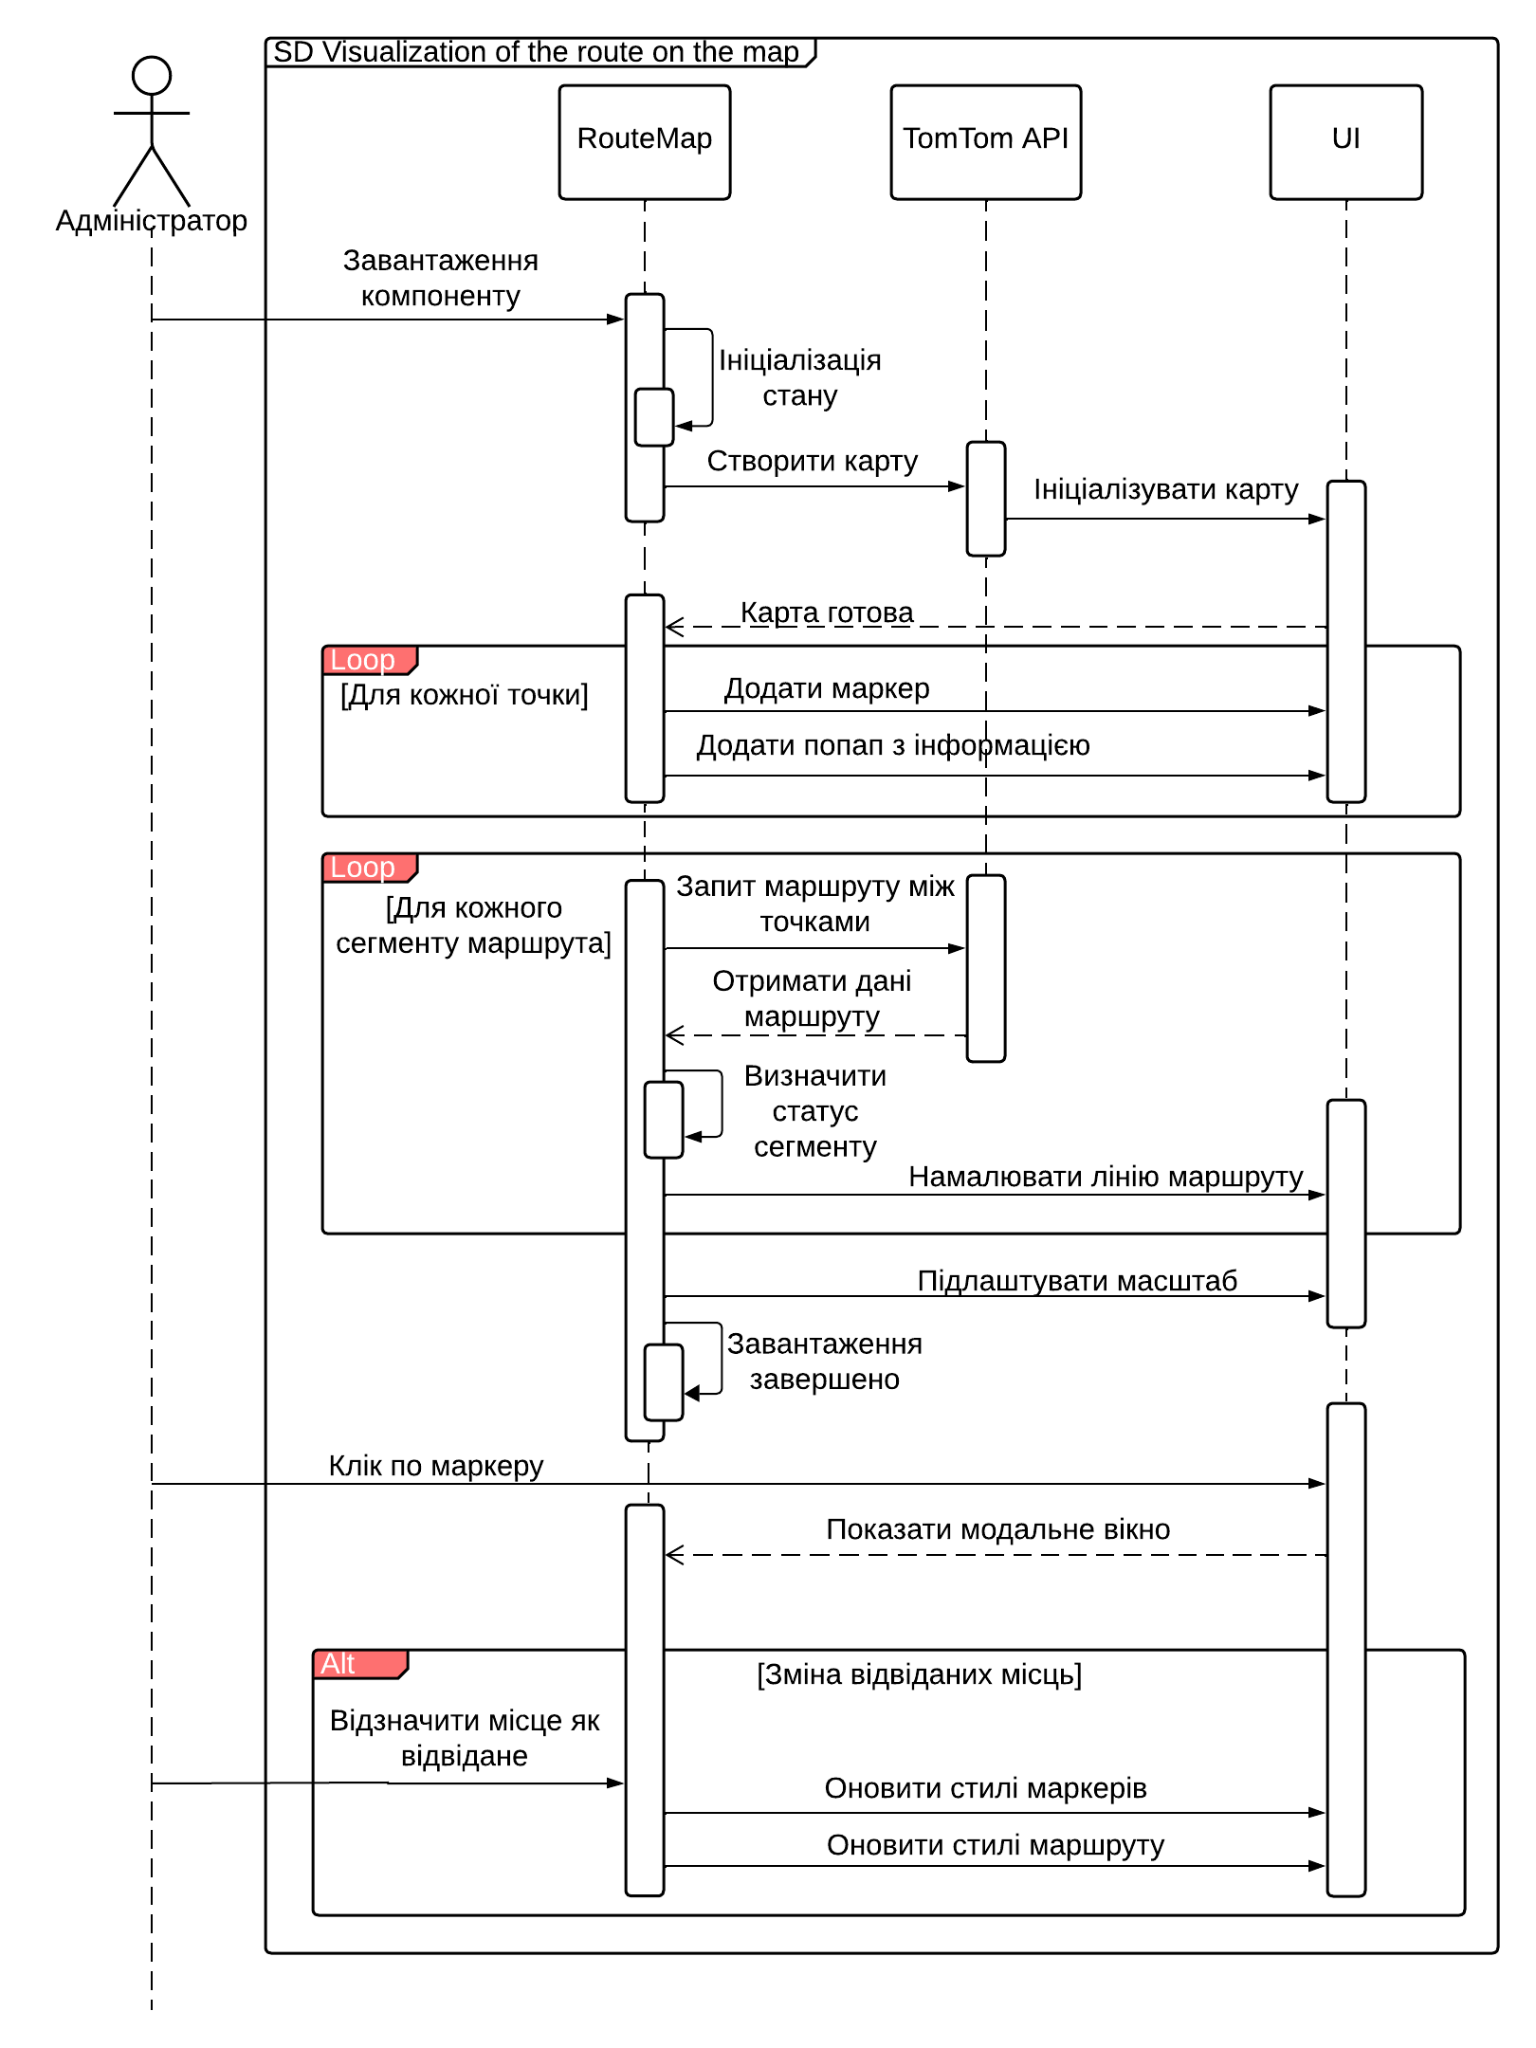 SD Visualization of the route on the map
RouteMap
TomTom API
UI
Адміністратор
Завантаження
компоненту
Ініціалізація
стану
Створити карту
Ініціалізувати карту
Карта готова
Loop
[Для кожної точки]
Додати маркер
Додати попап з інформацією
Loop
[Для кожного
сегменту маршрута]
Запит маршруту між
точками
Отримати дані
маршруту
Визначити
статус
сегменту
Намалювати лінію маршруту
Підлаштувати масштаб
Завантаження
завершено
Клік по маркеру
Показати модальне вікно
Alt
[Зміна відвіданих місць]
Відзначити місце як
відвідане
Оновити стилі маркерів
Оновити стилі маршруту